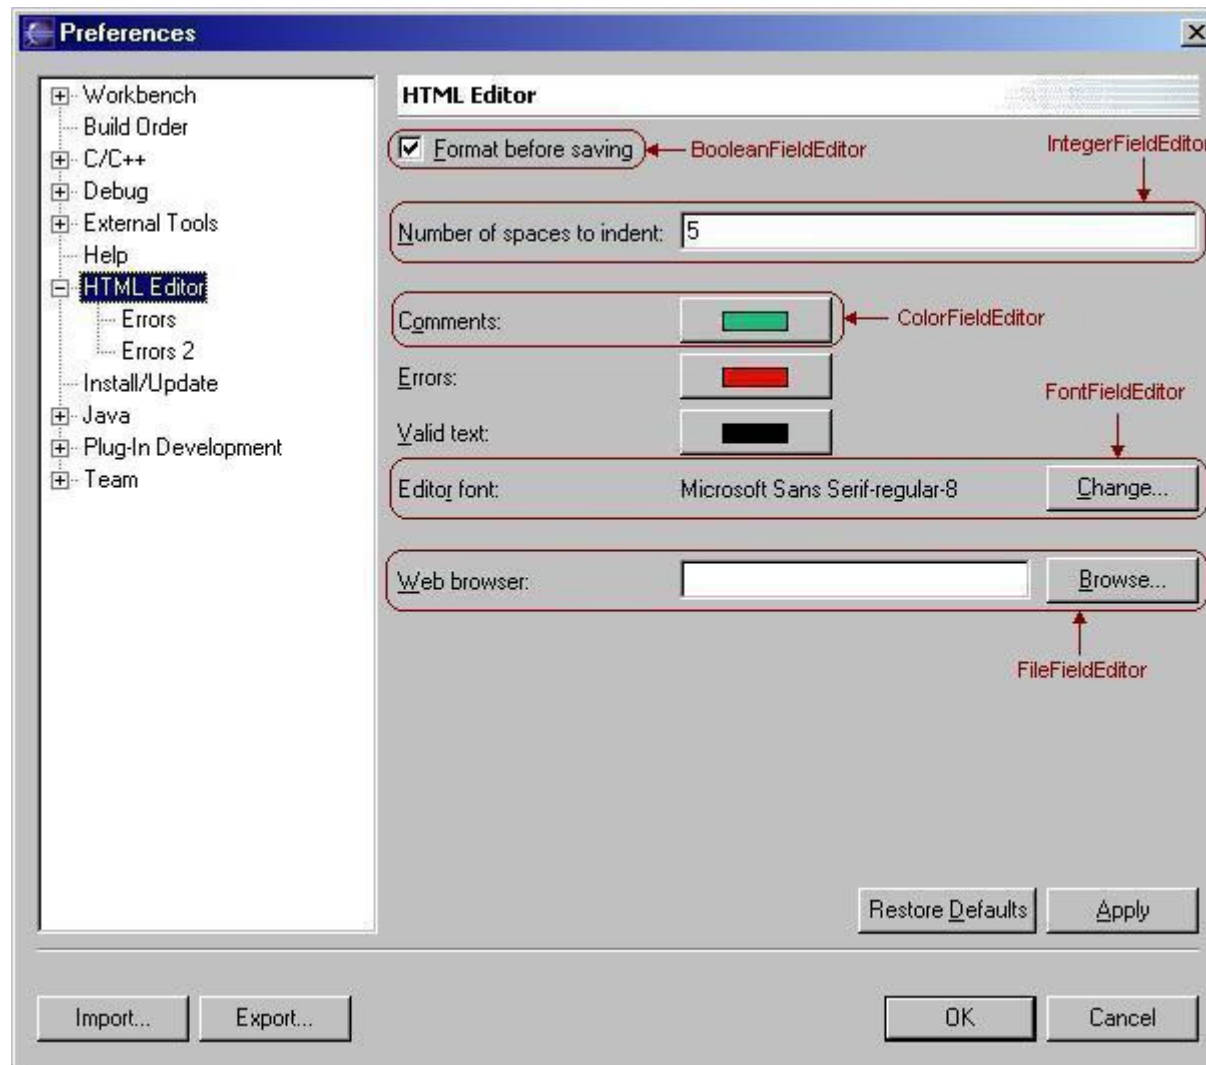 Preferences
Workbench
Build Order
C/C++
Debug
External Tools
Help
HTML Editor
Errors
Errors 2
Install/Update
Java
Plug-In Development
Team
HTML Editor
Format before saving
BooleanFieldEditor
IntegerFieldEditor
Number of spaces to indent: 5
Comments:
ColorFieldEditor
Errors:
FontFieldEditor
Valid text:
Editor font: Microsoft Sans Serif-regular-8 Change...
Web browser: Browse...
FileFieldEditor
Restore Defaults Apply
Import... Export... OK Cancel